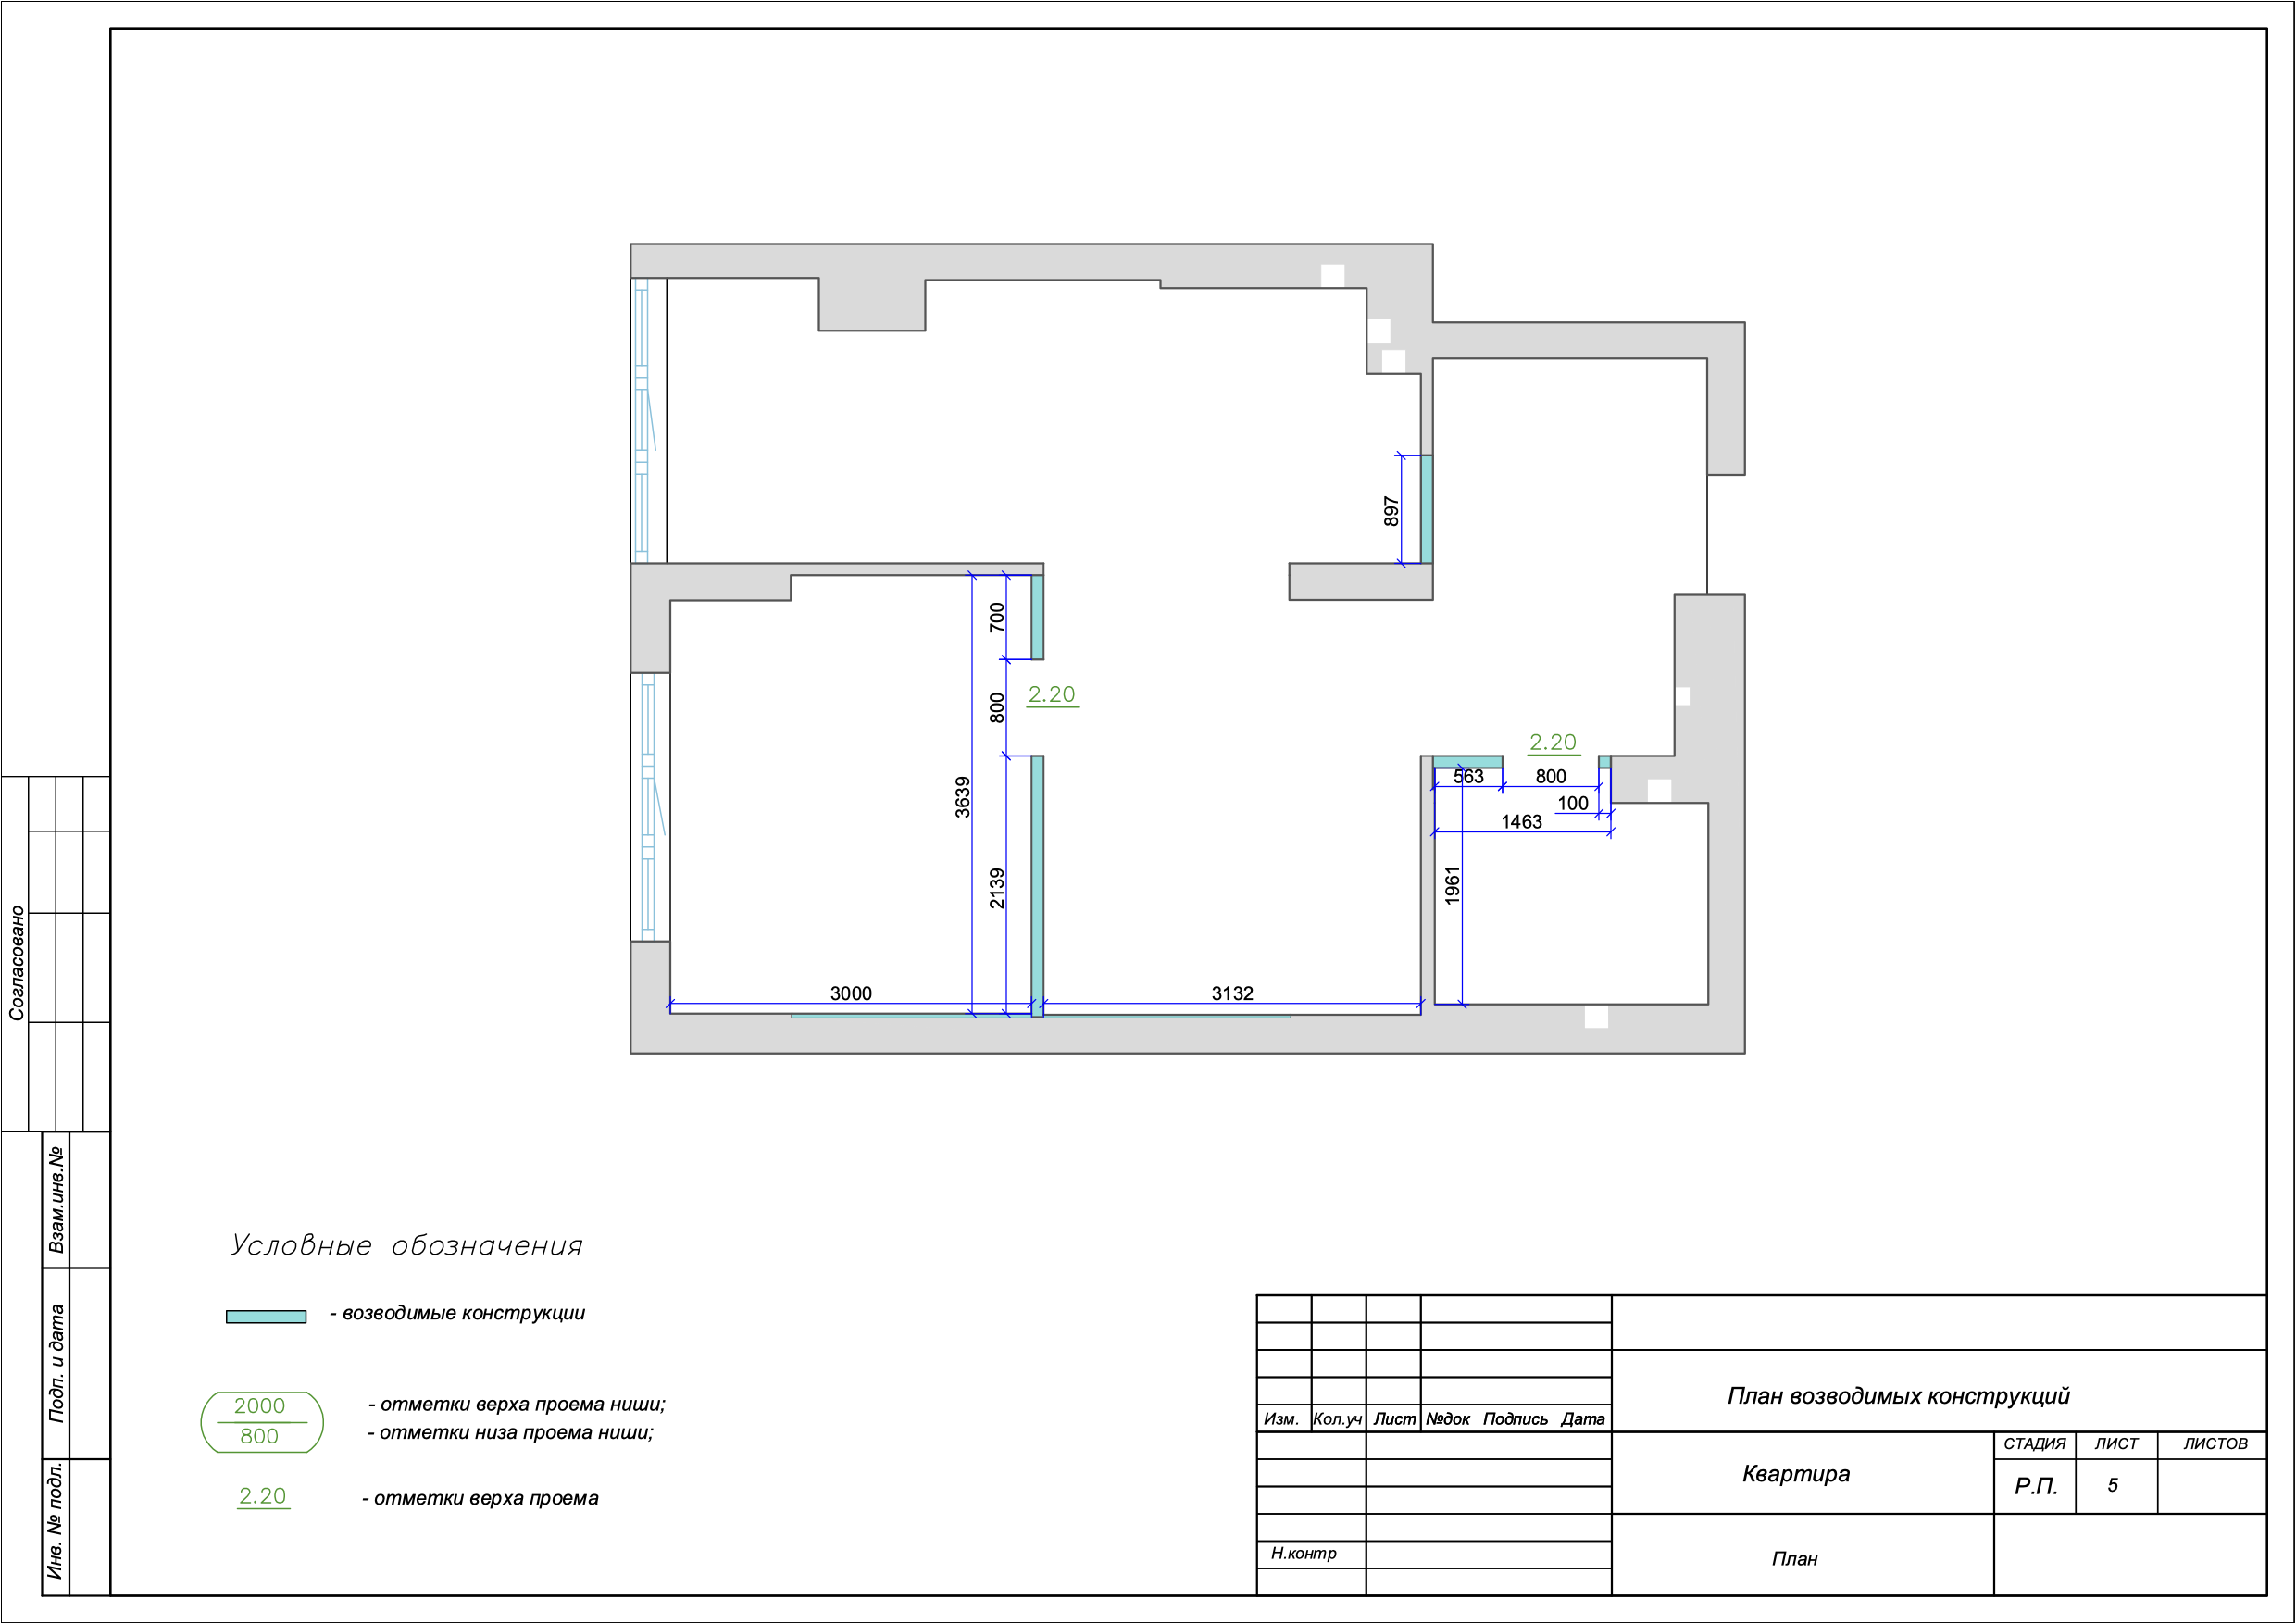 897
700
800
2.20
3639
2139
2.20
563
800
100
1463
1961
3000
3132
Согласовано
Взам.инв.№
Подп. и дата
Инв. № подл.
Условные обозначения
- возводимые конструкции
2000
800
- отметки верха проема ниши;
- отметки низа проема ниши;
2.20
- отметки верха проема
Изм. Кол.уч Лист №док Подпись Дата
Н.контр
План возводимых конструкций
Квартира
СТАДИЯ ЛИСТ ЛИСТОВ
Р.П. 5
План